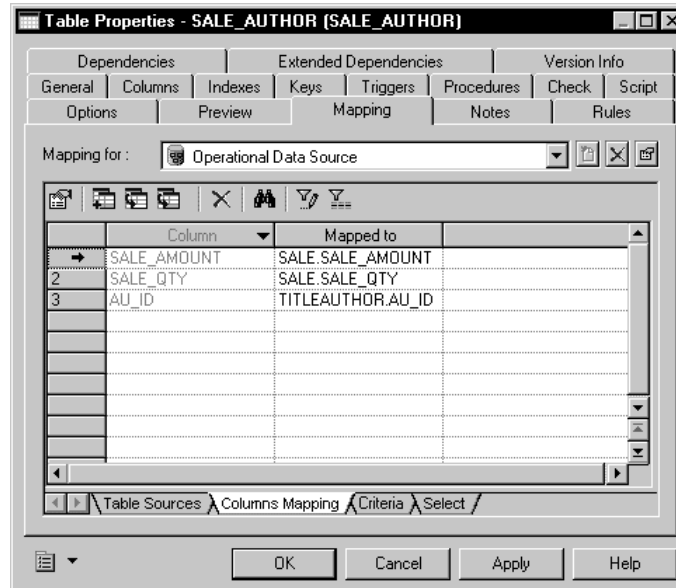 Table Properties - SALE_AUTHOR (SALE_AUTHOR)
Dependencies Extended Dependencies Version Info
General Columns Indexes Keys Triggers Procedures Check Script
Options Preview Mapping Notes Rules
Mapping for : Operational Data Source
Column Mapped to
SALE_AMOUNT SALE.SALE_AMOUNT
2 SALE_QTY SALE.SALE_QTY
3 AU_ID TITLEAUTHOR.AU_ID
Table Sources Columns Mapping Criteria Select
OK Cancel Apply Help